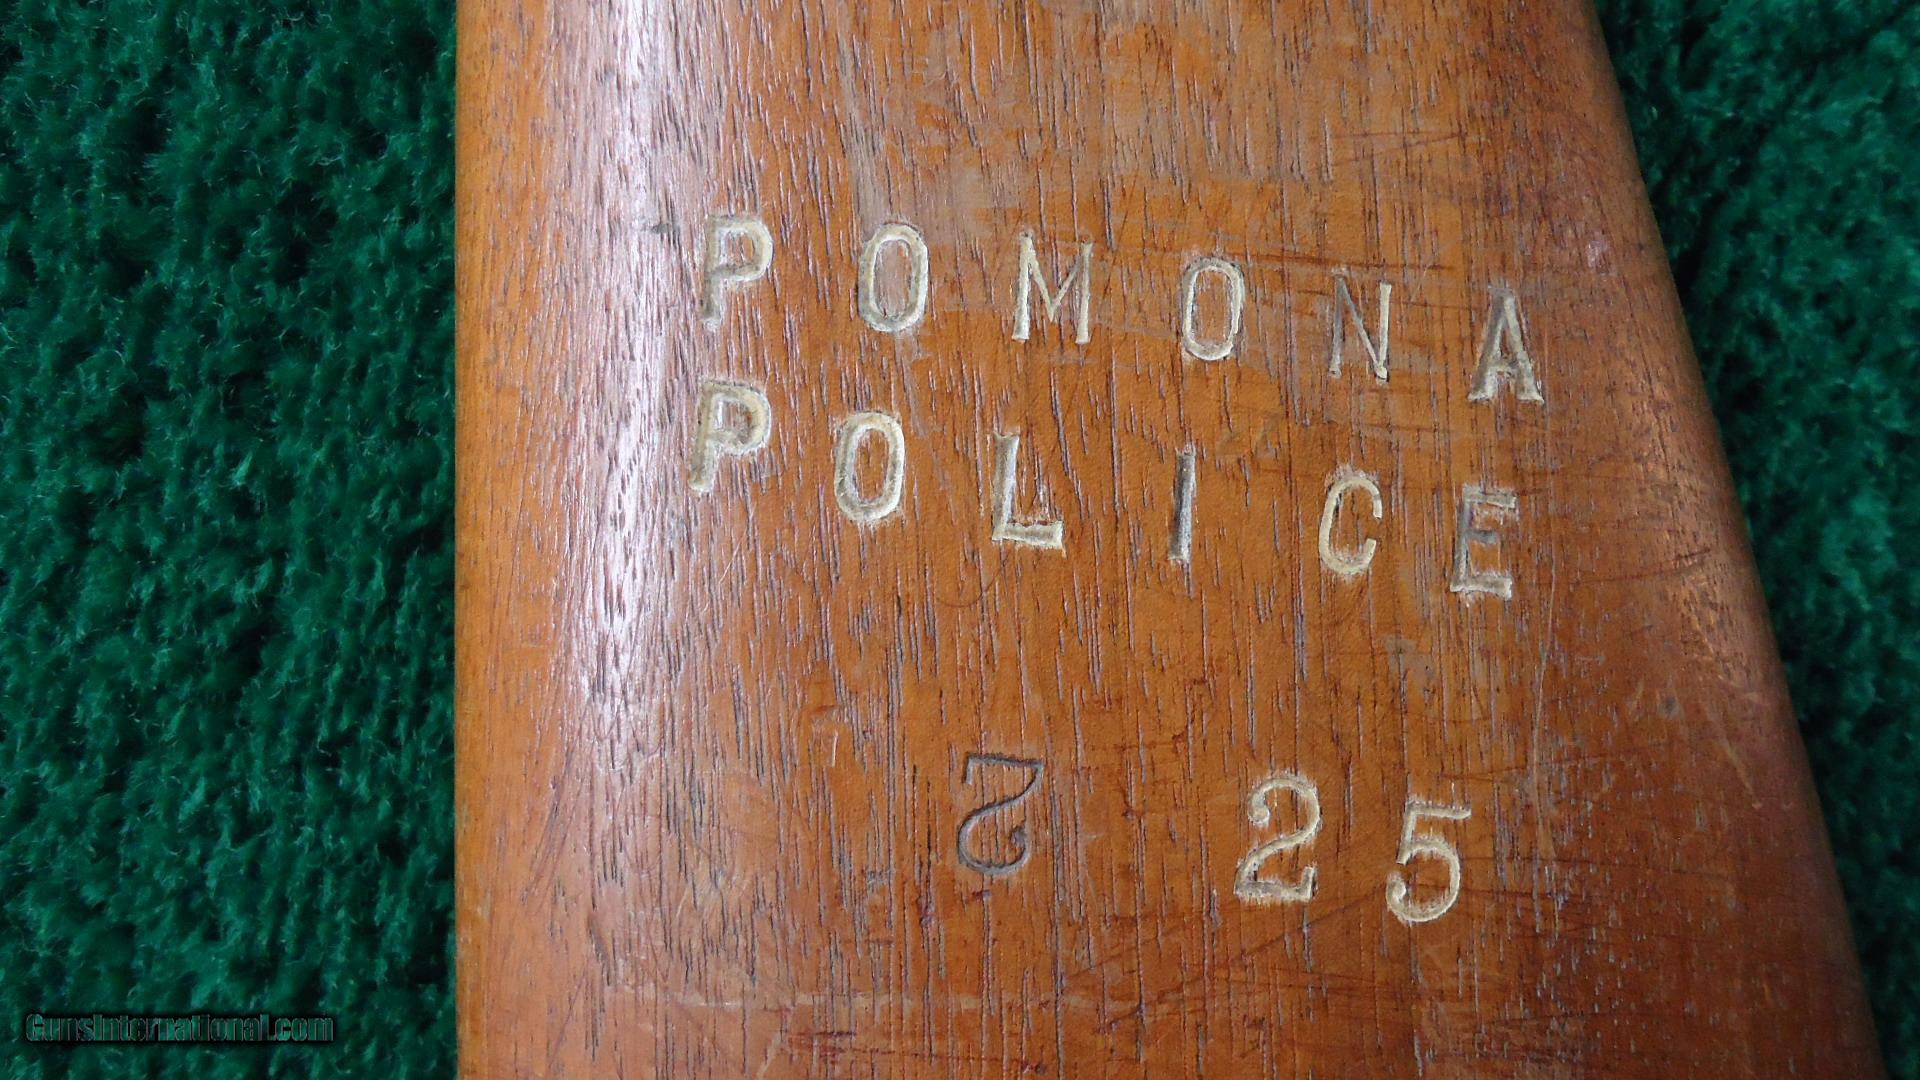 POMONA
POLICE
2 25
GunsInternational.com